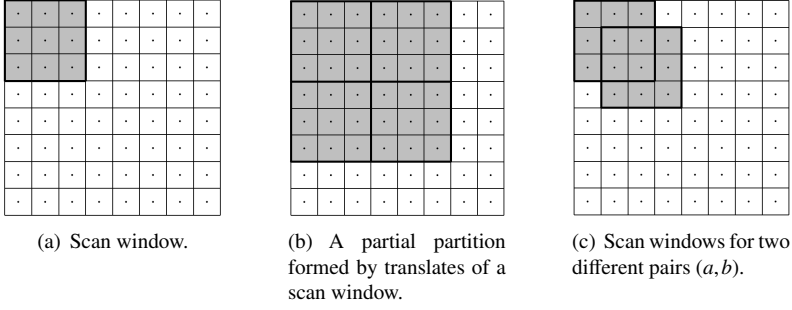 (a) Scan window.
(b) A partial partition
formed by translates of a
scan window.
(c) Scan windows for two
different pairs (a,b).